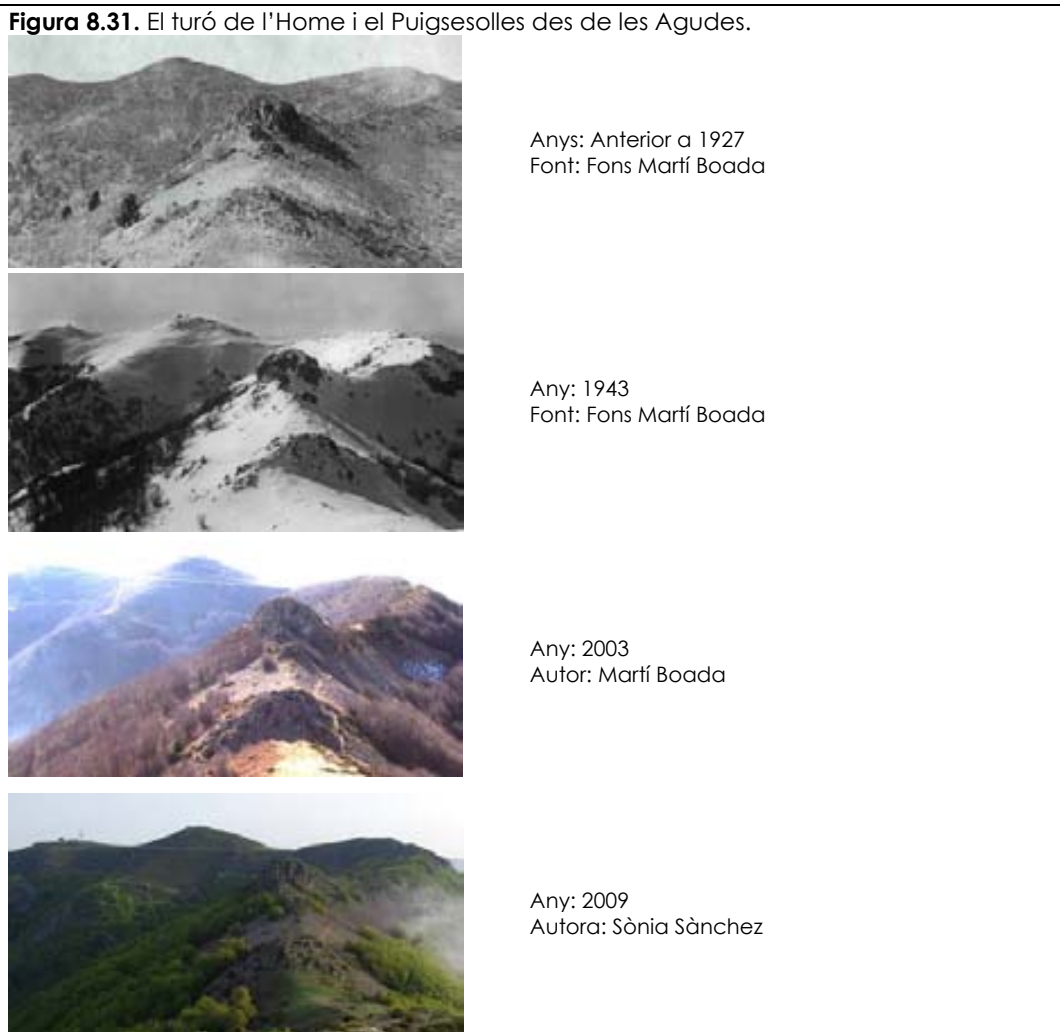 Figura 8.31. El turó de l'Home i el Puigsesolles des de les Agudes.
Anys: Anterior a 1927
Font: Fons Martí Boada
Any: 1943
Font: Fons Martí Boada
Any: 2003
Autor: Martí Boada
Any: 2009
Autora: Sònia Sànchez